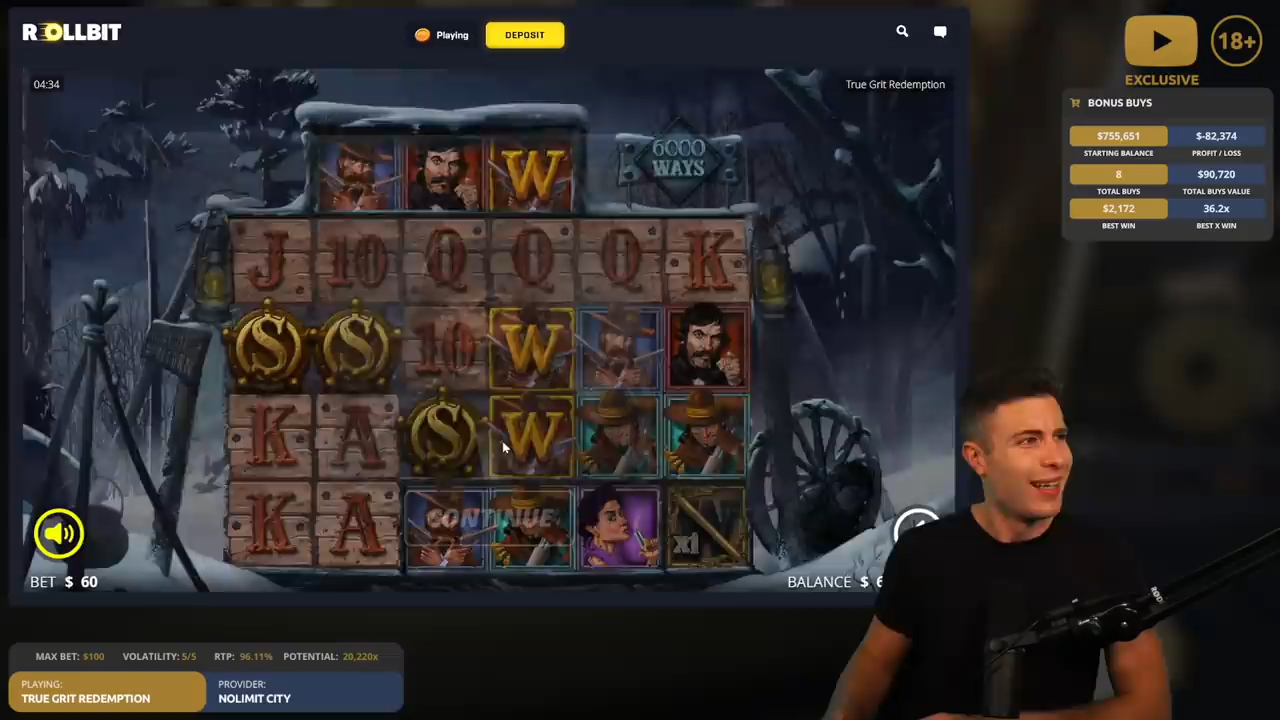 ROLLBIT
Playing
DEPOSIT
18+
EXCLUSIVE
04:34
True Grit Redemption
BONUS BUYS
$755,651
$-82,374
STARTING BALANCE
PROFIT / LOSS
8
$90,720
TOTAL BUYS
TOTAL BUYS VALUE
$2,172
36.2x
BEST WIN
BEST X WIN
6000
WAYS
W
J 10 Q Q Q K
S S 10 W
K A S W
K A
CONTINUE
x1
BET $ 60
BALANCE $ 6
RØDE
MAX BET: $100 VOLATILITY: 5/5 RTP: 96.11% POTENTIAL: 20,220x
PLAYING:
TRUE GRIT REDEMPTION
PROVIDER:
NOLIMIT CITY